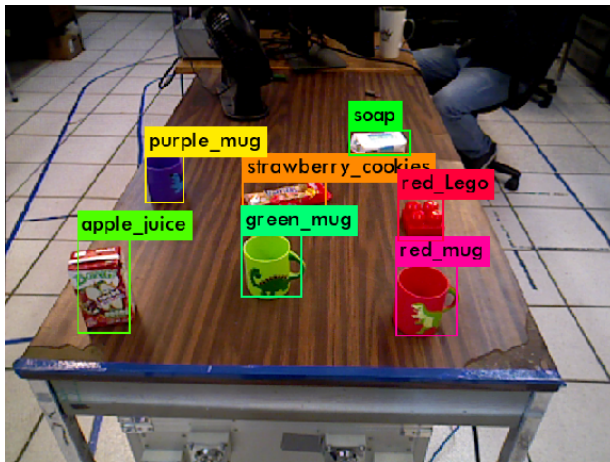 soap
purple_mug
strawberry_cookies
red_Lego
apple_juice
green_mug
red_mug